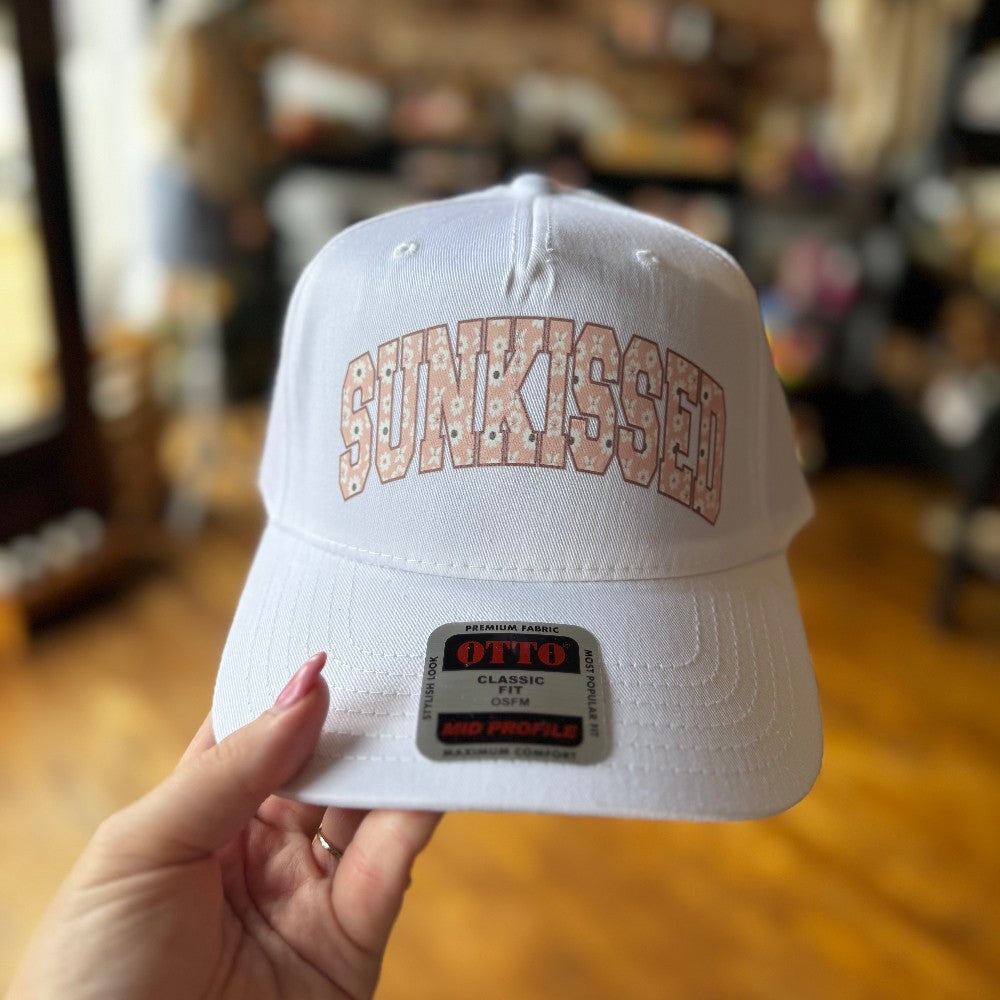 SUNKISSED
PREMIUM FABRIC
OTTO®
STYLISH LOOK
CLASSIC
FIT
OSFM
MOST POPULAR FIT
MID PROFILE
MAXIMUM COMFORT